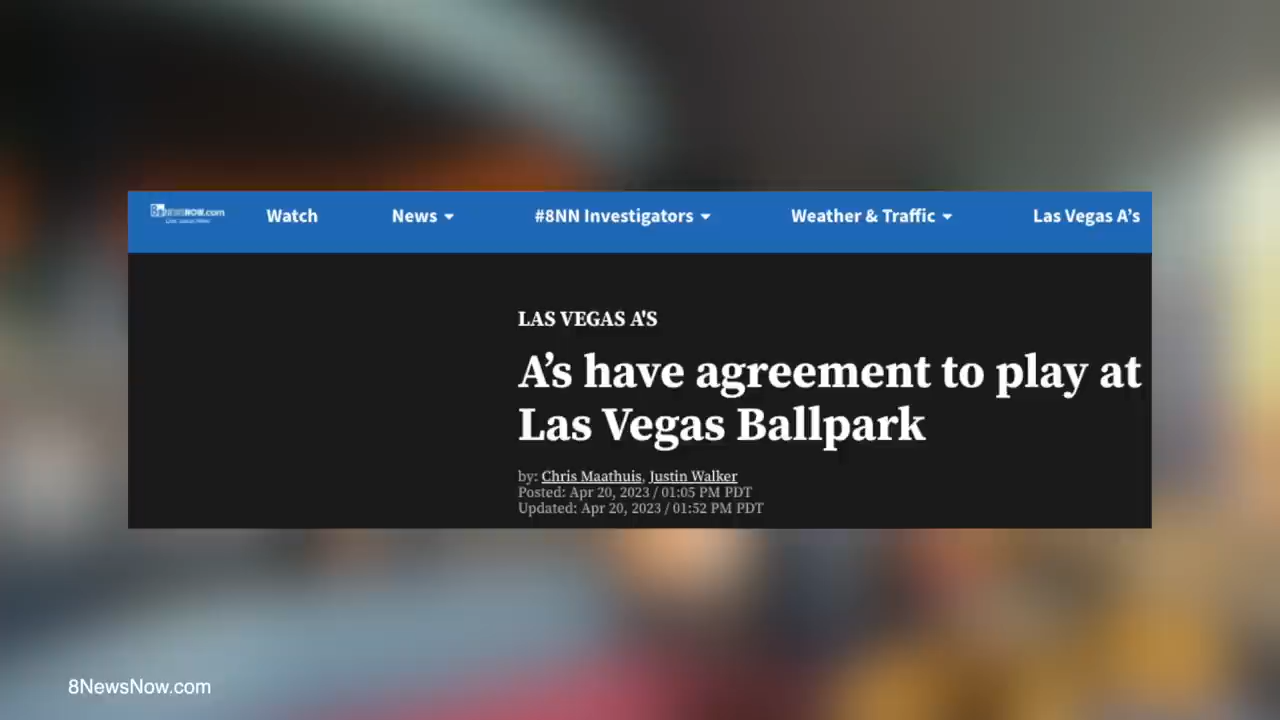 8NEWSNOW.com
Watch
News
#8NN Investigators
Weather & Traffic
Las Vegas A's
LAS VEGAS A'S
A’s have agreement to play at
Las Vegas Ballpark
by: Chris Maathuis, Justin Walker
Posted: Apr 20, 2023 / 01:05 PM PDT
Updated: Apr 20, 2023 / 01:52 PM PDT
8NewsNow.com